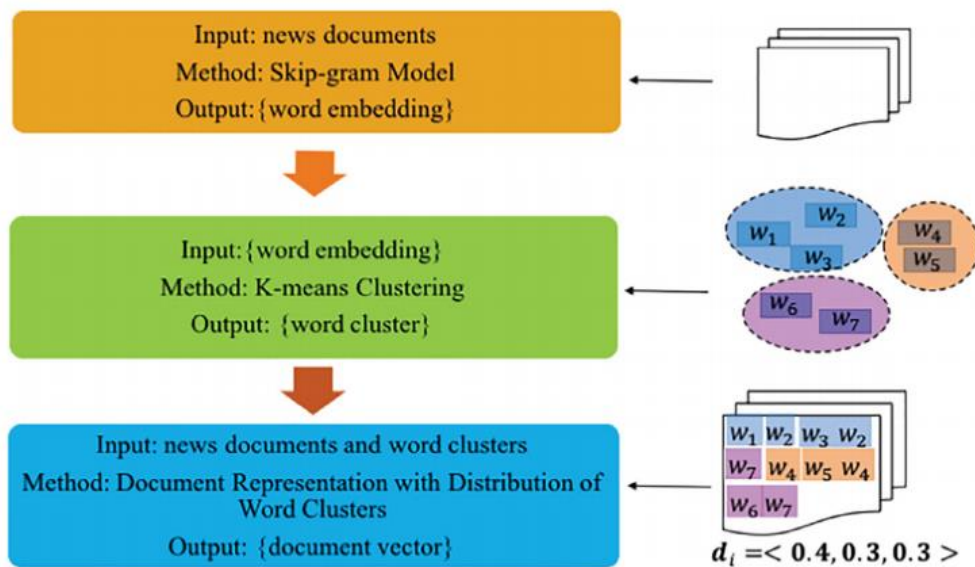 Input: news documents
Method: Skip-gram Model
Output: {word embedding}
w₁ w₂ w₃
w₄
w₅
w₆ w₇
Input:{word embedding}
Method: K-means Clustering
Output: {word cluster}
Input: news documents and word clusters
Method: Document Representation with Distribution of
Word Clusters
Output: {document vector}
w₁ w₂ w₃ w₂
w₇ w₄ w₅ w₄
w₆ w₇
dᵢ =< 0.4, 0.3, 0.3 >